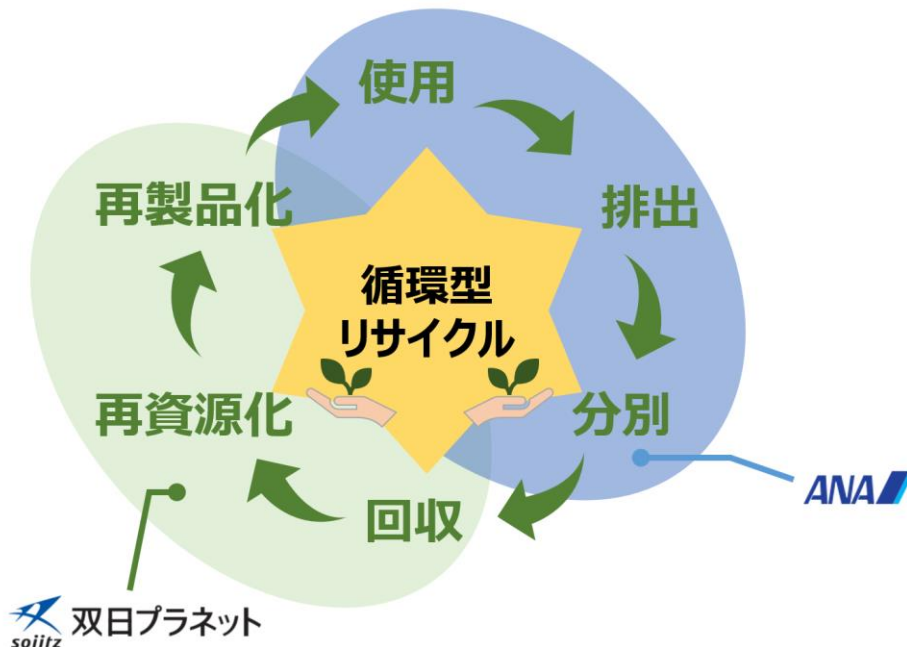 使用
排出
分別
回収
再資源化
再製品化
循環型
リサイクル
ANA
sojitz
双日プラネット